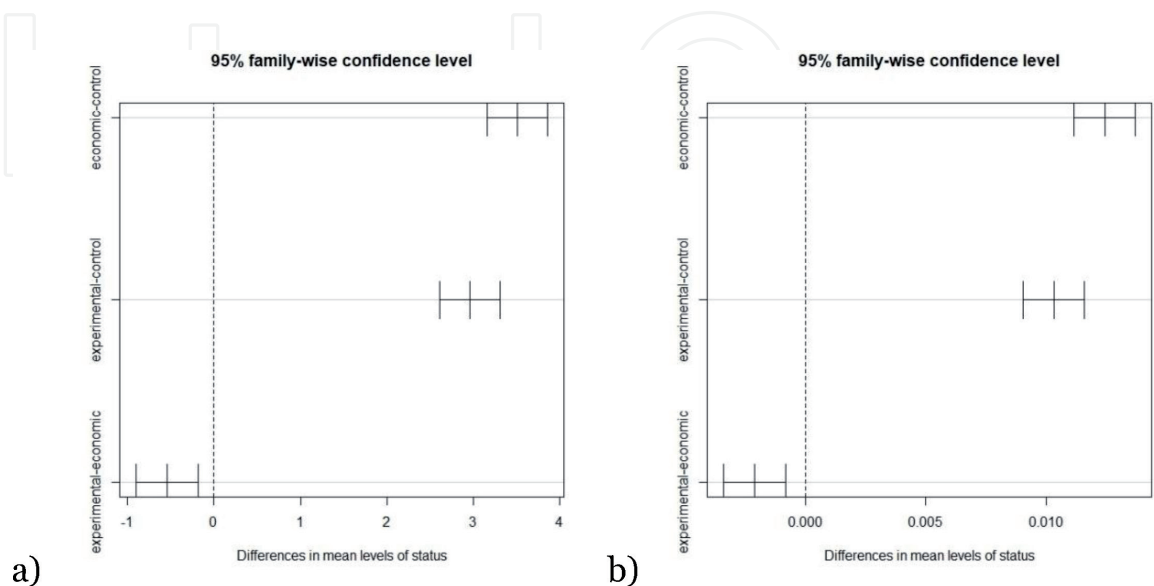 95% family-wise confidence level
economic-control
experimental-control
experimental-economic
-1 0 1 2 3 4
Differences in mean levels of status
a)
95% family-wise confidence level
economic-control
experimental-control
experimental-economic
0.000 0.005 0.010
Differences in mean levels of status
b)